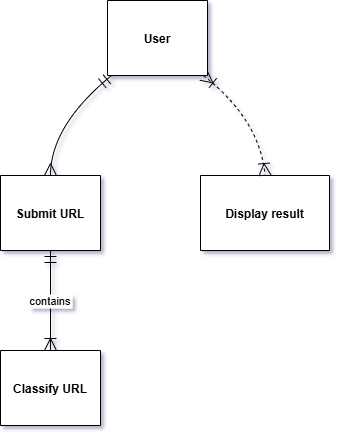 User
Submit URL
Display result
contains
Classify URL